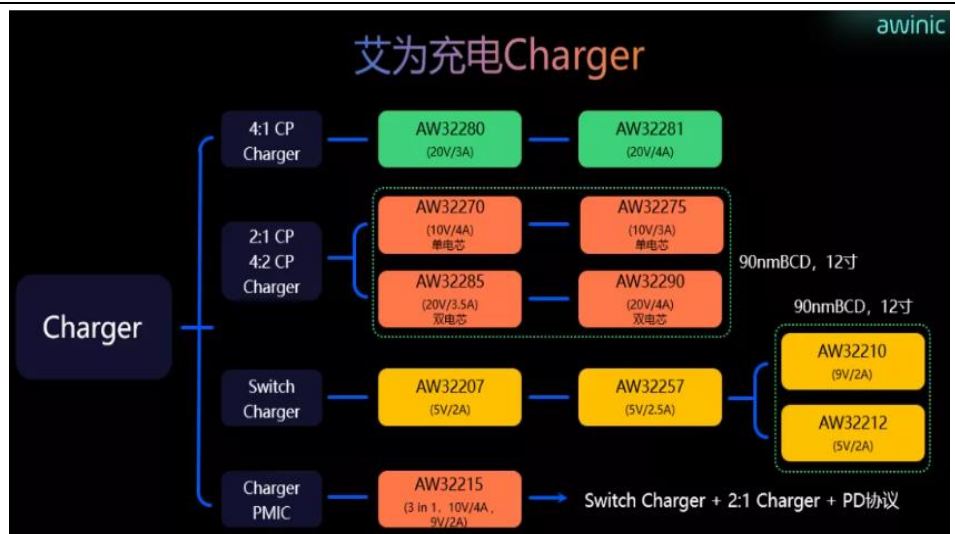 awinic
艾为充电Charger
4:1 CP
Charger
AW32280
(20V/3A)
AW32281
(20V/4A)
2:1 CP
4:2 CP
Charger
AW32270
(10V/4A)
单电芯
AW32275
(10V/3A)
单电芯
AW32285
(20V/3.5A)
双电芯
AW32290
(20V/4A)
双电芯
90nmBCD，12寸
Charger
Switch
Charger
AW32207
(5V/2A)
AW32257
(5V/2.5A)
90nmBCD，12寸
AW32210
(9V/2A)
AW32212
(5V/2A)
Charger
PMIC
AW32215
(3 in 1，10V/4A，
9V/2A)
Switch Charger + 2:1 Charger + PD协议